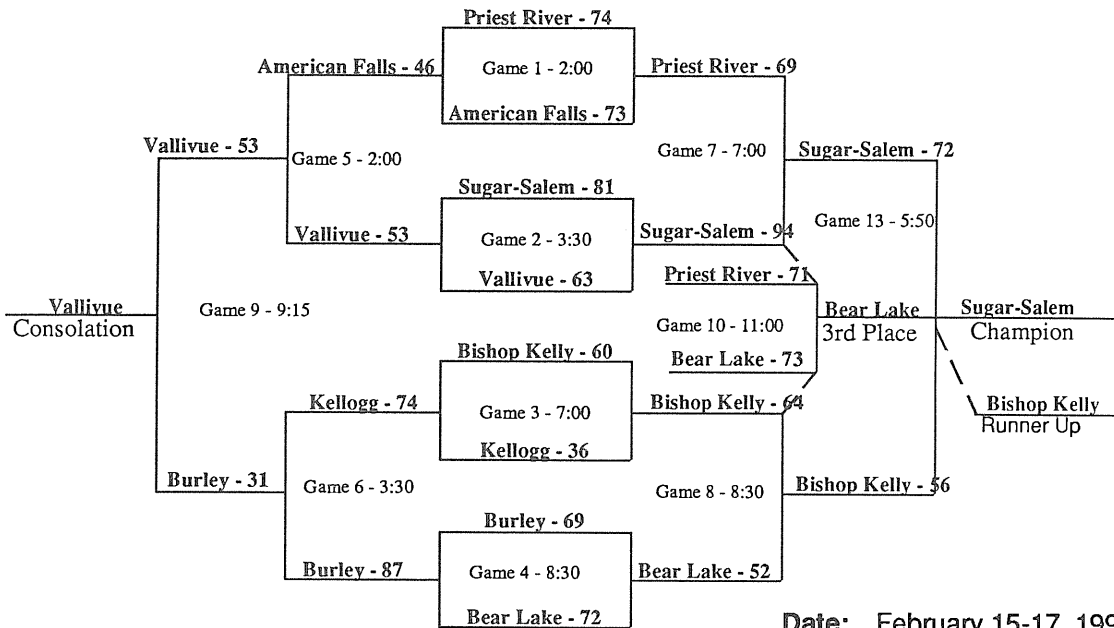 Priest River - 74
American Falls - 46
Game 1 - 2:00
Priest River - 69
American Falls - 73
Vallivue - 53
Game 5 - 2:00
Game 7 - 7:00
Sugar-Salem - 72
Sugar-Salem - 81
Game 13 - 5:50
Vallivue - 53
Game 2 - 3:30
Sugar-Salem - 94
Vallivue - 63
Priest River - 71
Vallivue
Consolation
Game 9 - 9:15
Game 10 - 11:00
Bear Lake
3rd Place
Sugar-Salem
Champion
Bishop Kelly - 60
Bear Lake - 73
Kellogg - 74
Game 3 - 7:00
Bishop Kelly - 64
Bishop Kelly
Runner Up
Kellogg - 36
Burley - 31
Game 6 - 3:30
Game 8 - 8:30
Bishop Kelly - 56
Burley - 69
Burley - 87
Game 4 - 8:30
Bear Lake - 52
Bear Lake - 72
Date: February 15-17, 199